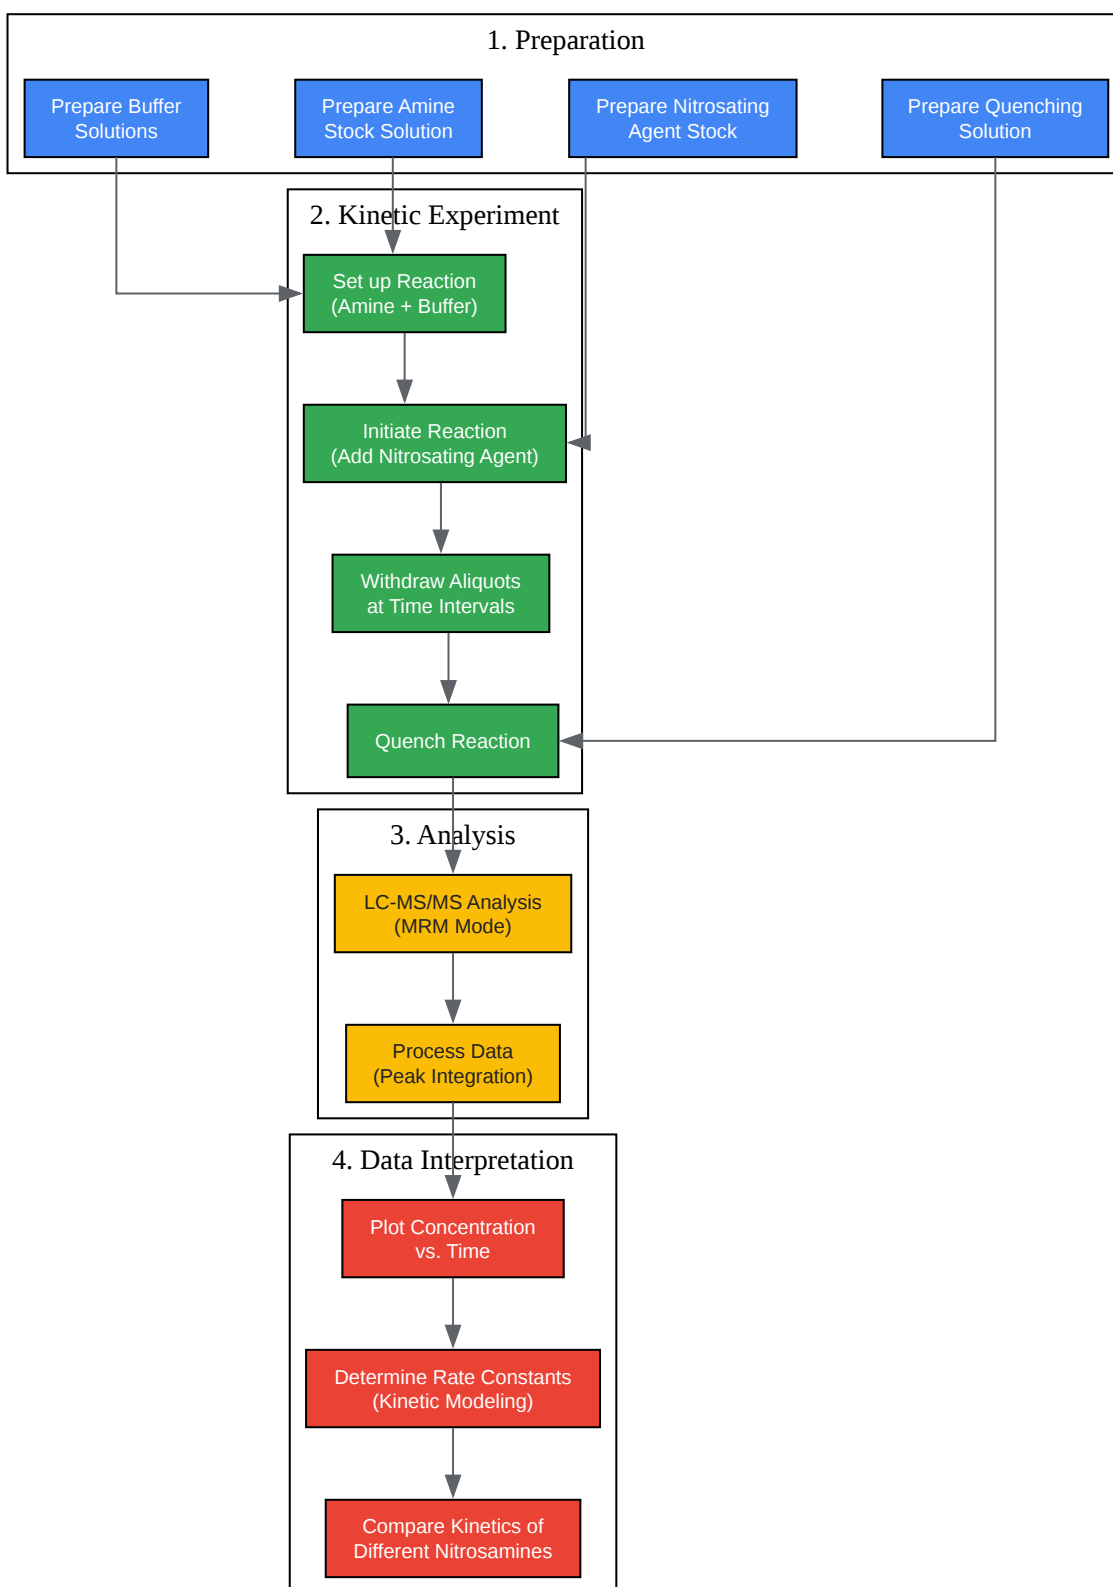 1. Preparation
Prepare Buffer
Solutions
Prepare Amine
Stock Solution
Prepare Nitrosating
Agent Stock
Prepare Quenching
Solution
2. Kinetic Experiment
Set up Reaction
(Amine + Buffer)
Initiate Reaction
(Add Nitrosating Agent)
Withdraw Aliquots
at Time Intervals
Quench Reaction
3. Analysis
LC-MS/MS Analysis
(MRM Mode)
Process Data
(Peak Integration)
4. Data Interpretation
Plot Concentration
vs. Time
Determine Rate Constants
(Kinetic Modeling)
Compare Kinetics of
Different Nitrosamines